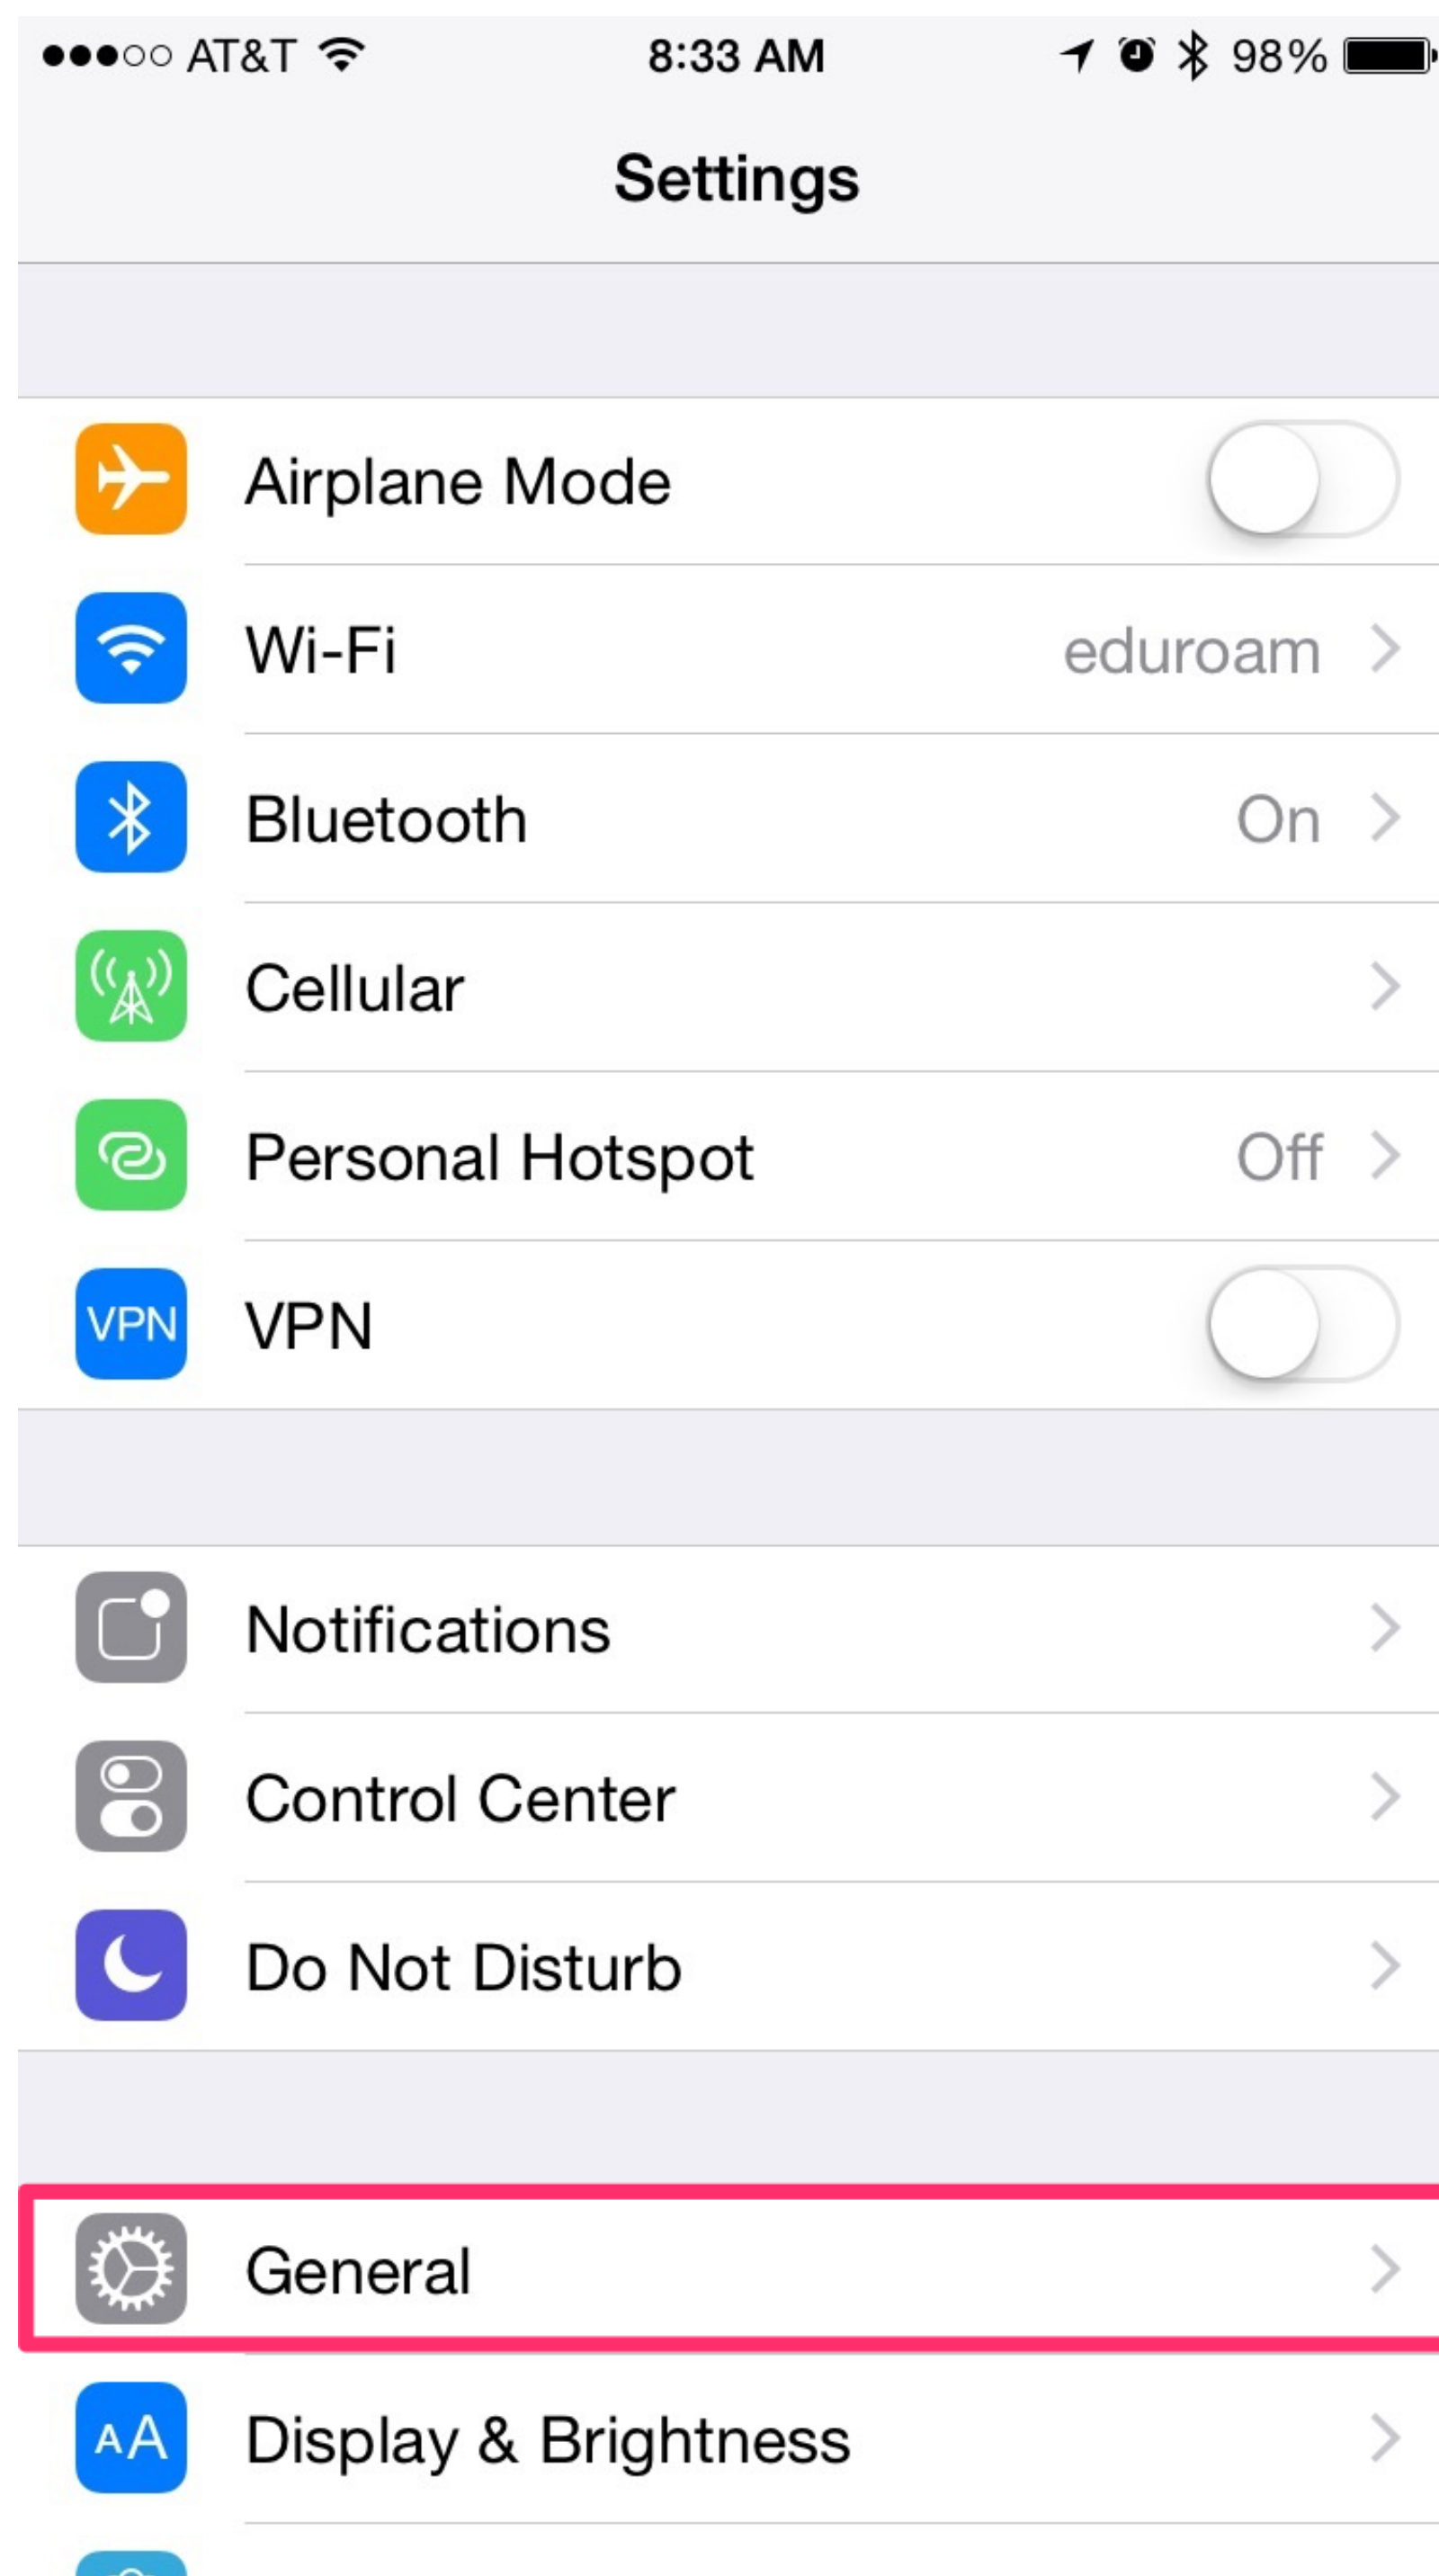 ●●●○○ AT&T 8:33 AM 98%
Settings
Airplane Mode
Wi-Fi eduroam
Bluetooth On
Cellular
Personal Hotspot Off
VPN VPN
Notifications
Control Center
Do Not Disturb
General
AA Display & Brightness